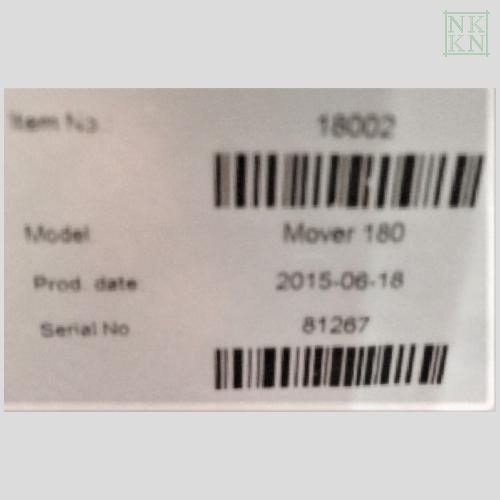 NK
KN
Item No 18002
Model Mover 180
Prod. date 2015-06-18
Serial No 81267